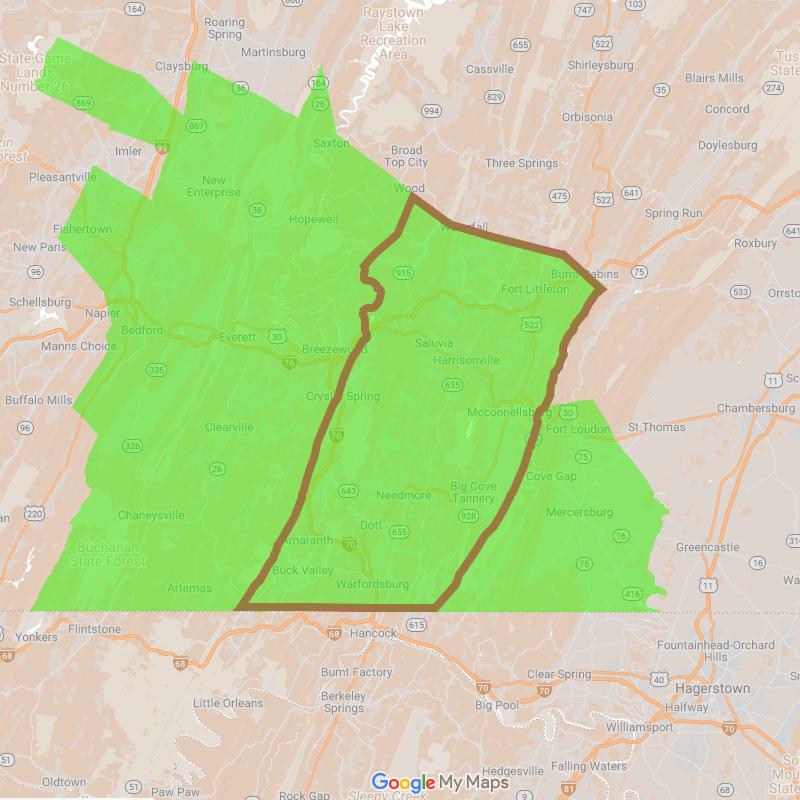 164
Roaring
Spring
Raystown
Lake
Recreation
Area
747
103
655
522
Martinsburg
State Game
Lands
Number 26
Claysburg
Cassville
Shirleysburg
Blairs Mills
36
164
26
35
274
829
869
994
Concord
Orbisonia
867
Doylesburg
Saxton
Imler
99
Broad
Top City
Three Springs
Pleasantville
New
Enterprise
Wood
475
522
641
36
Spring Run
Fishertown
Hopewell
641
New Paris
Roxbury
96
915
Burnt Cabins
75
Fort Littleton
533
Schellsburg
Napier
Bedford
Everett
30
522
Manns Choice
Breezewood
Saluvia
76
Harrisonville
326
11
655
Buffalo Mills
Crystal Spring
Chambersburg
Mcconnellsburg
30
96
Clearville
St Thomas
Fort Loudon
70
326
75
26
Cove Gap
643
Big Cove
Tannery
Needmore
220
Chaneysville
Mercersburg
928
Dott
655
16
Amaranth
70
Greencastle
Buchanan
State Forest
16
Buck Valley
75
Artemas
Warfordsburg
11
416
Yonkers
Flintstone
615
68
Hancock
68
68
Fountainhead-Orchard
Hills
Burnt Factory
Clear Spring
40
70
70
Hagerstown
Berkeley
Springs
Little Orleans
Big Pool
Halfway
Williamsport
70
51
Falling Waters
Hedgesville
Oldtown
51
Paw Paw
Google My Maps
Rock Gap
Sleepy Creek
9
81